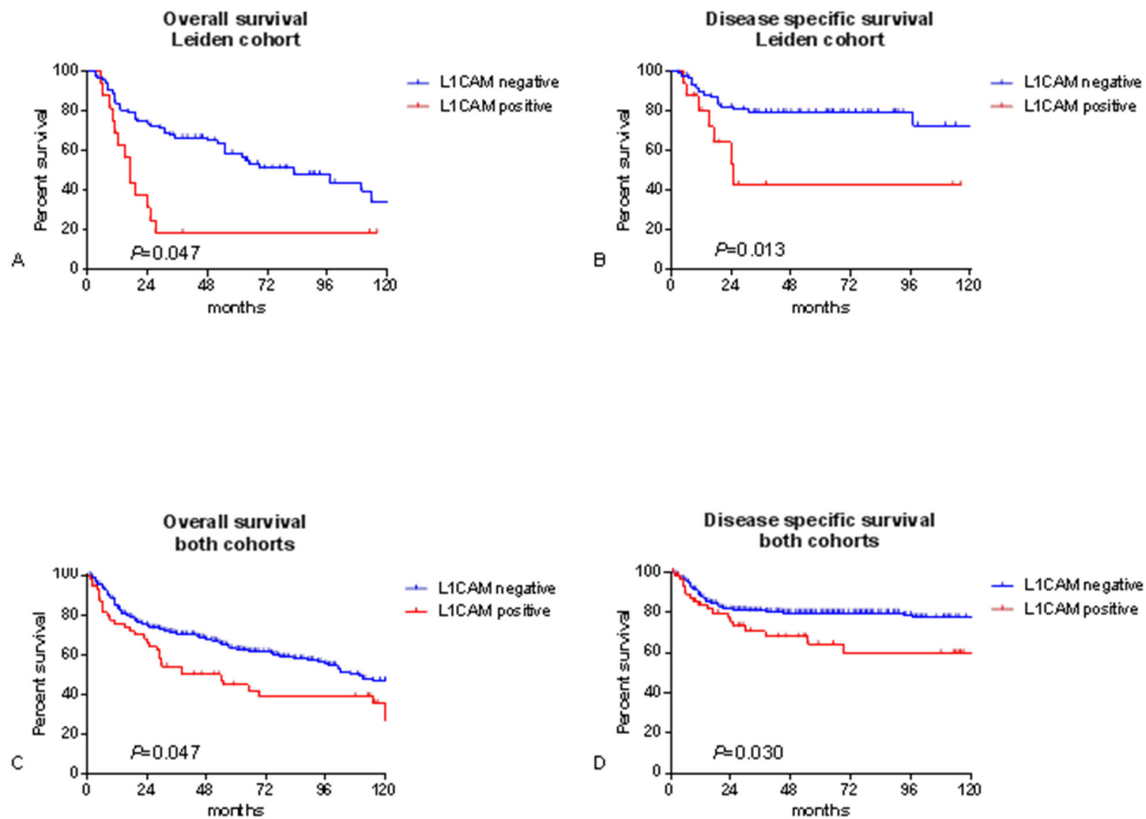 Overall survival
Leiden cohort
100
80
60
40
20
0
Percent survival
0 24 48 72 96 120
months
P=0.047
L1CAM negative
L1CAM positive
A
Disease specific survival
Leiden cohort
100
80
60
40
20
0
Percent survival
0 24 48 72 96 120
months
P=0.013
L1CAM negative
L1CAM positive
B
Overall survival
both cohorts
100
80
60
40
20
0
Percent survival
0 24 48 72 96 120
months
P=0.047
L1CAM negative
L1CAM positive
C
Disease specific survival
both cohorts
100
80
60
40
20
0
Percent survival
0 24 48 72 96 120
months
P=0.030
L1CAM negative
L1CAM positive
D